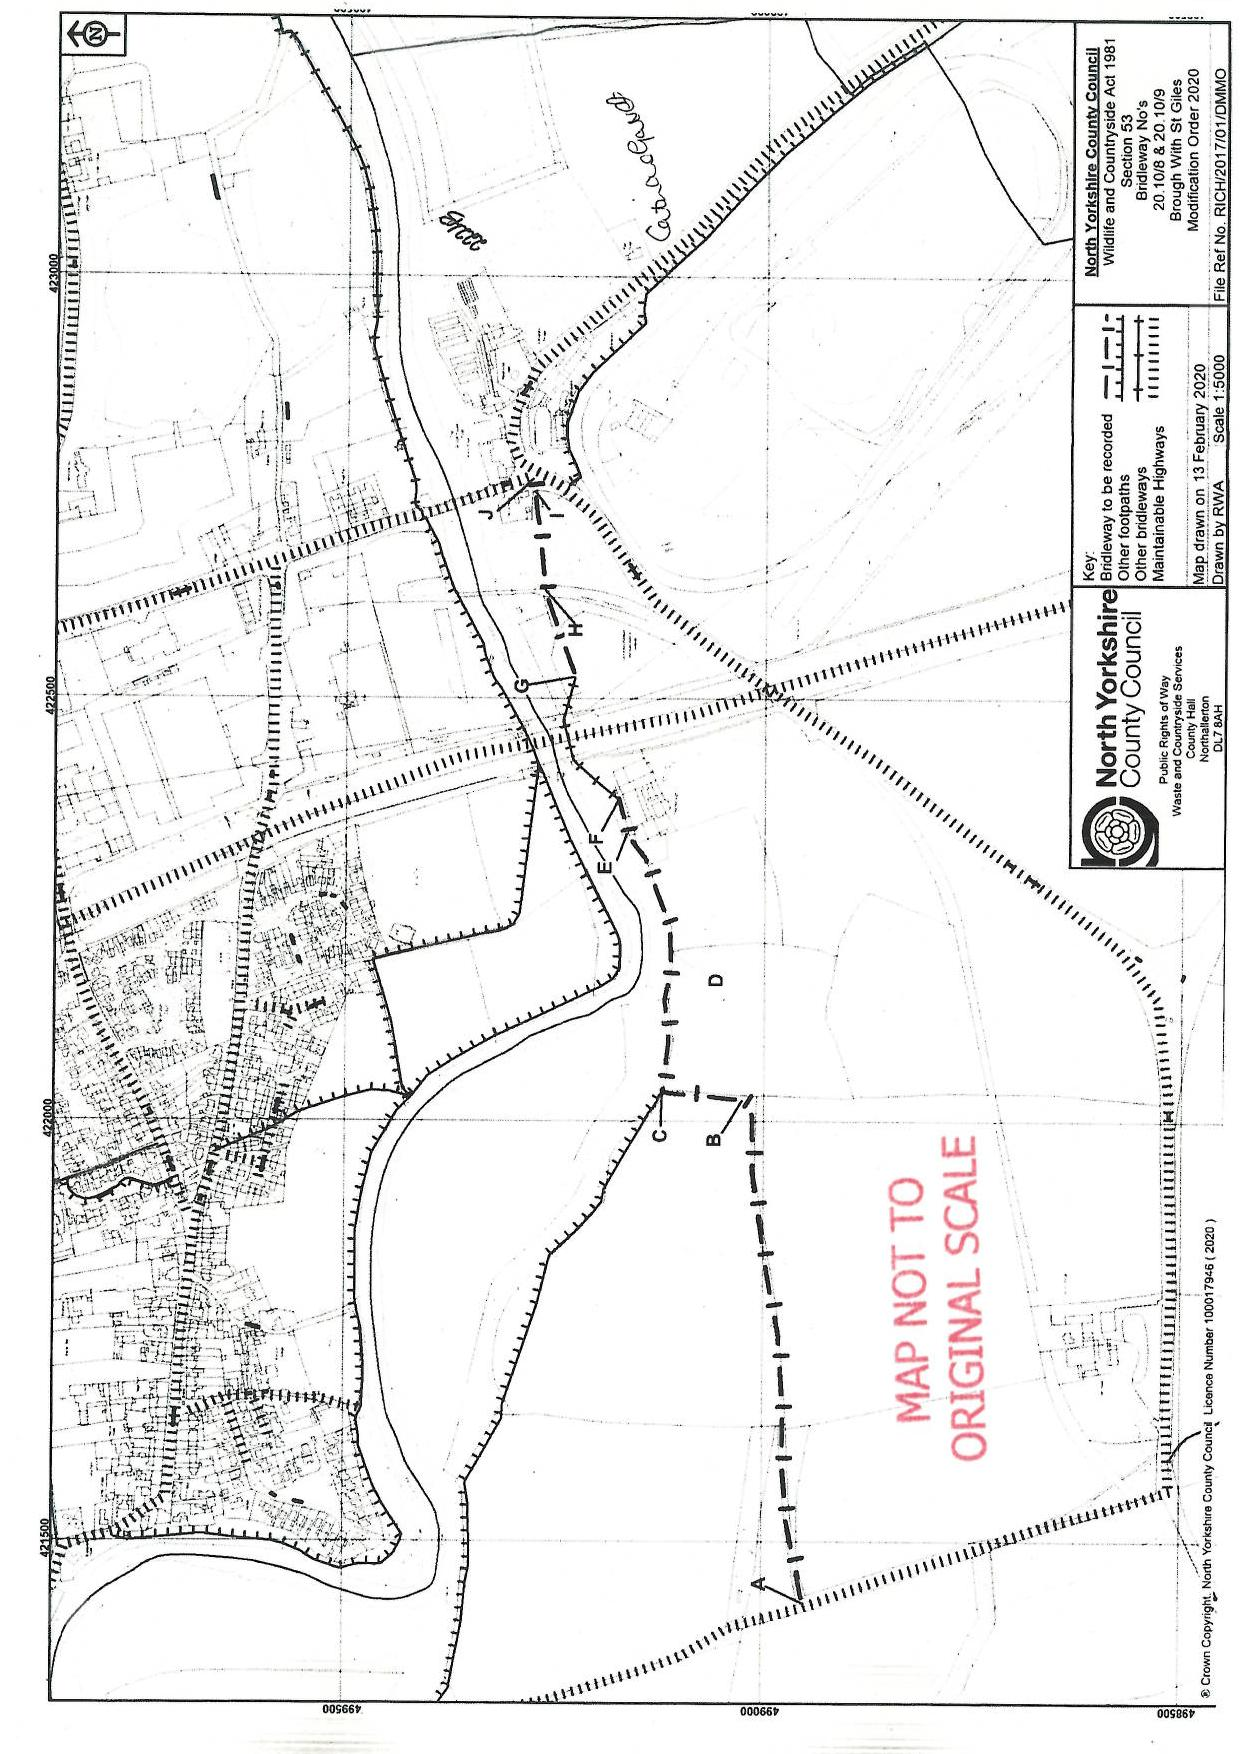 N
423000
422500
422000
421500
499500
499000
498500
A
B
C
D
E
F
G
H
I
J
MAP NOT TO
ORIGINAL SCALE
North Yorkshire County Council
Wildlife and Countryside Act 1981
Section 53
Bridleway No's
20.10/8 & 20.10/9
Brough With St Giles
Modification Order 2020
File Ref No. RICH/2017/01/DMMO
Key:
Bridleway to be recorded
Other footpaths
Other bridleways
Maintainable Highways
Map drawn on 13 February 2020
Drawn by RWA Scale 1:5000
North Yorkshire
County Council
Public Rights of Way
Waste and Countryside Services
County Hall
Northallerton
DL7 8AH
® Crown Copyright. North Yorkshire County Council Licence Number 100017946 ( 2020 )